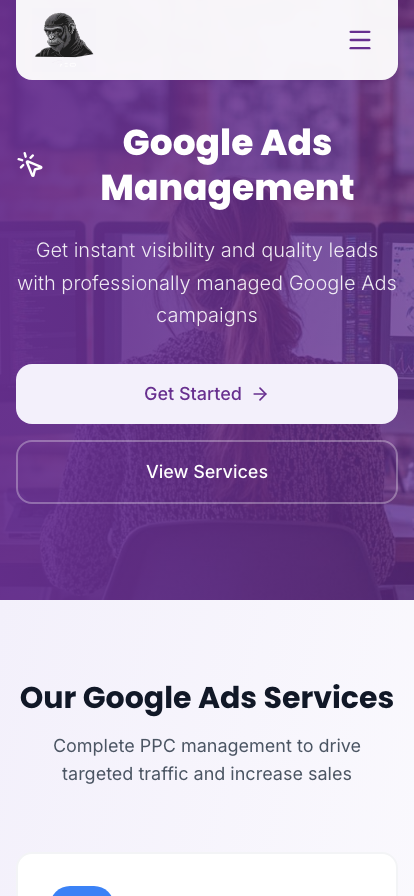 Google Ads
Management
Get instant visibility and quality leads
with professionally managed Google Ads
campaigns
Get Started
View Services
Our Google Ads Services
Complete PPC management to drive
targeted traffic and increase sales